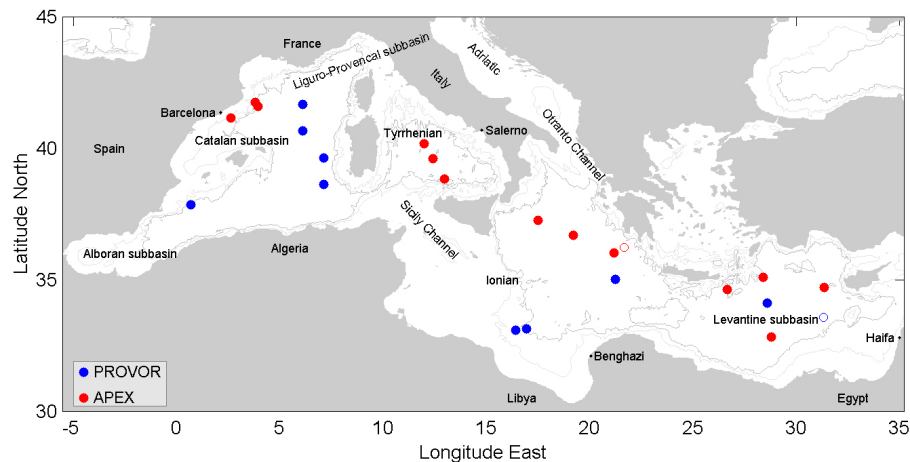 45
40
35
30
Latitude North
France
Liguro-Provencal subbasin
Adriatic
Italy
Barcelona
Otranto Channel
Catalan subbasin
Tyrrhenian
Salerno
Spain
Sicily Channel
Alboran subbasin
Algeria
Ionian
Levantine subbasin
Haifa
Benghazi
Libya
Egypt
PROVOR
APEX
-5 0 5 10 15 20 25 30 35
Longitude East